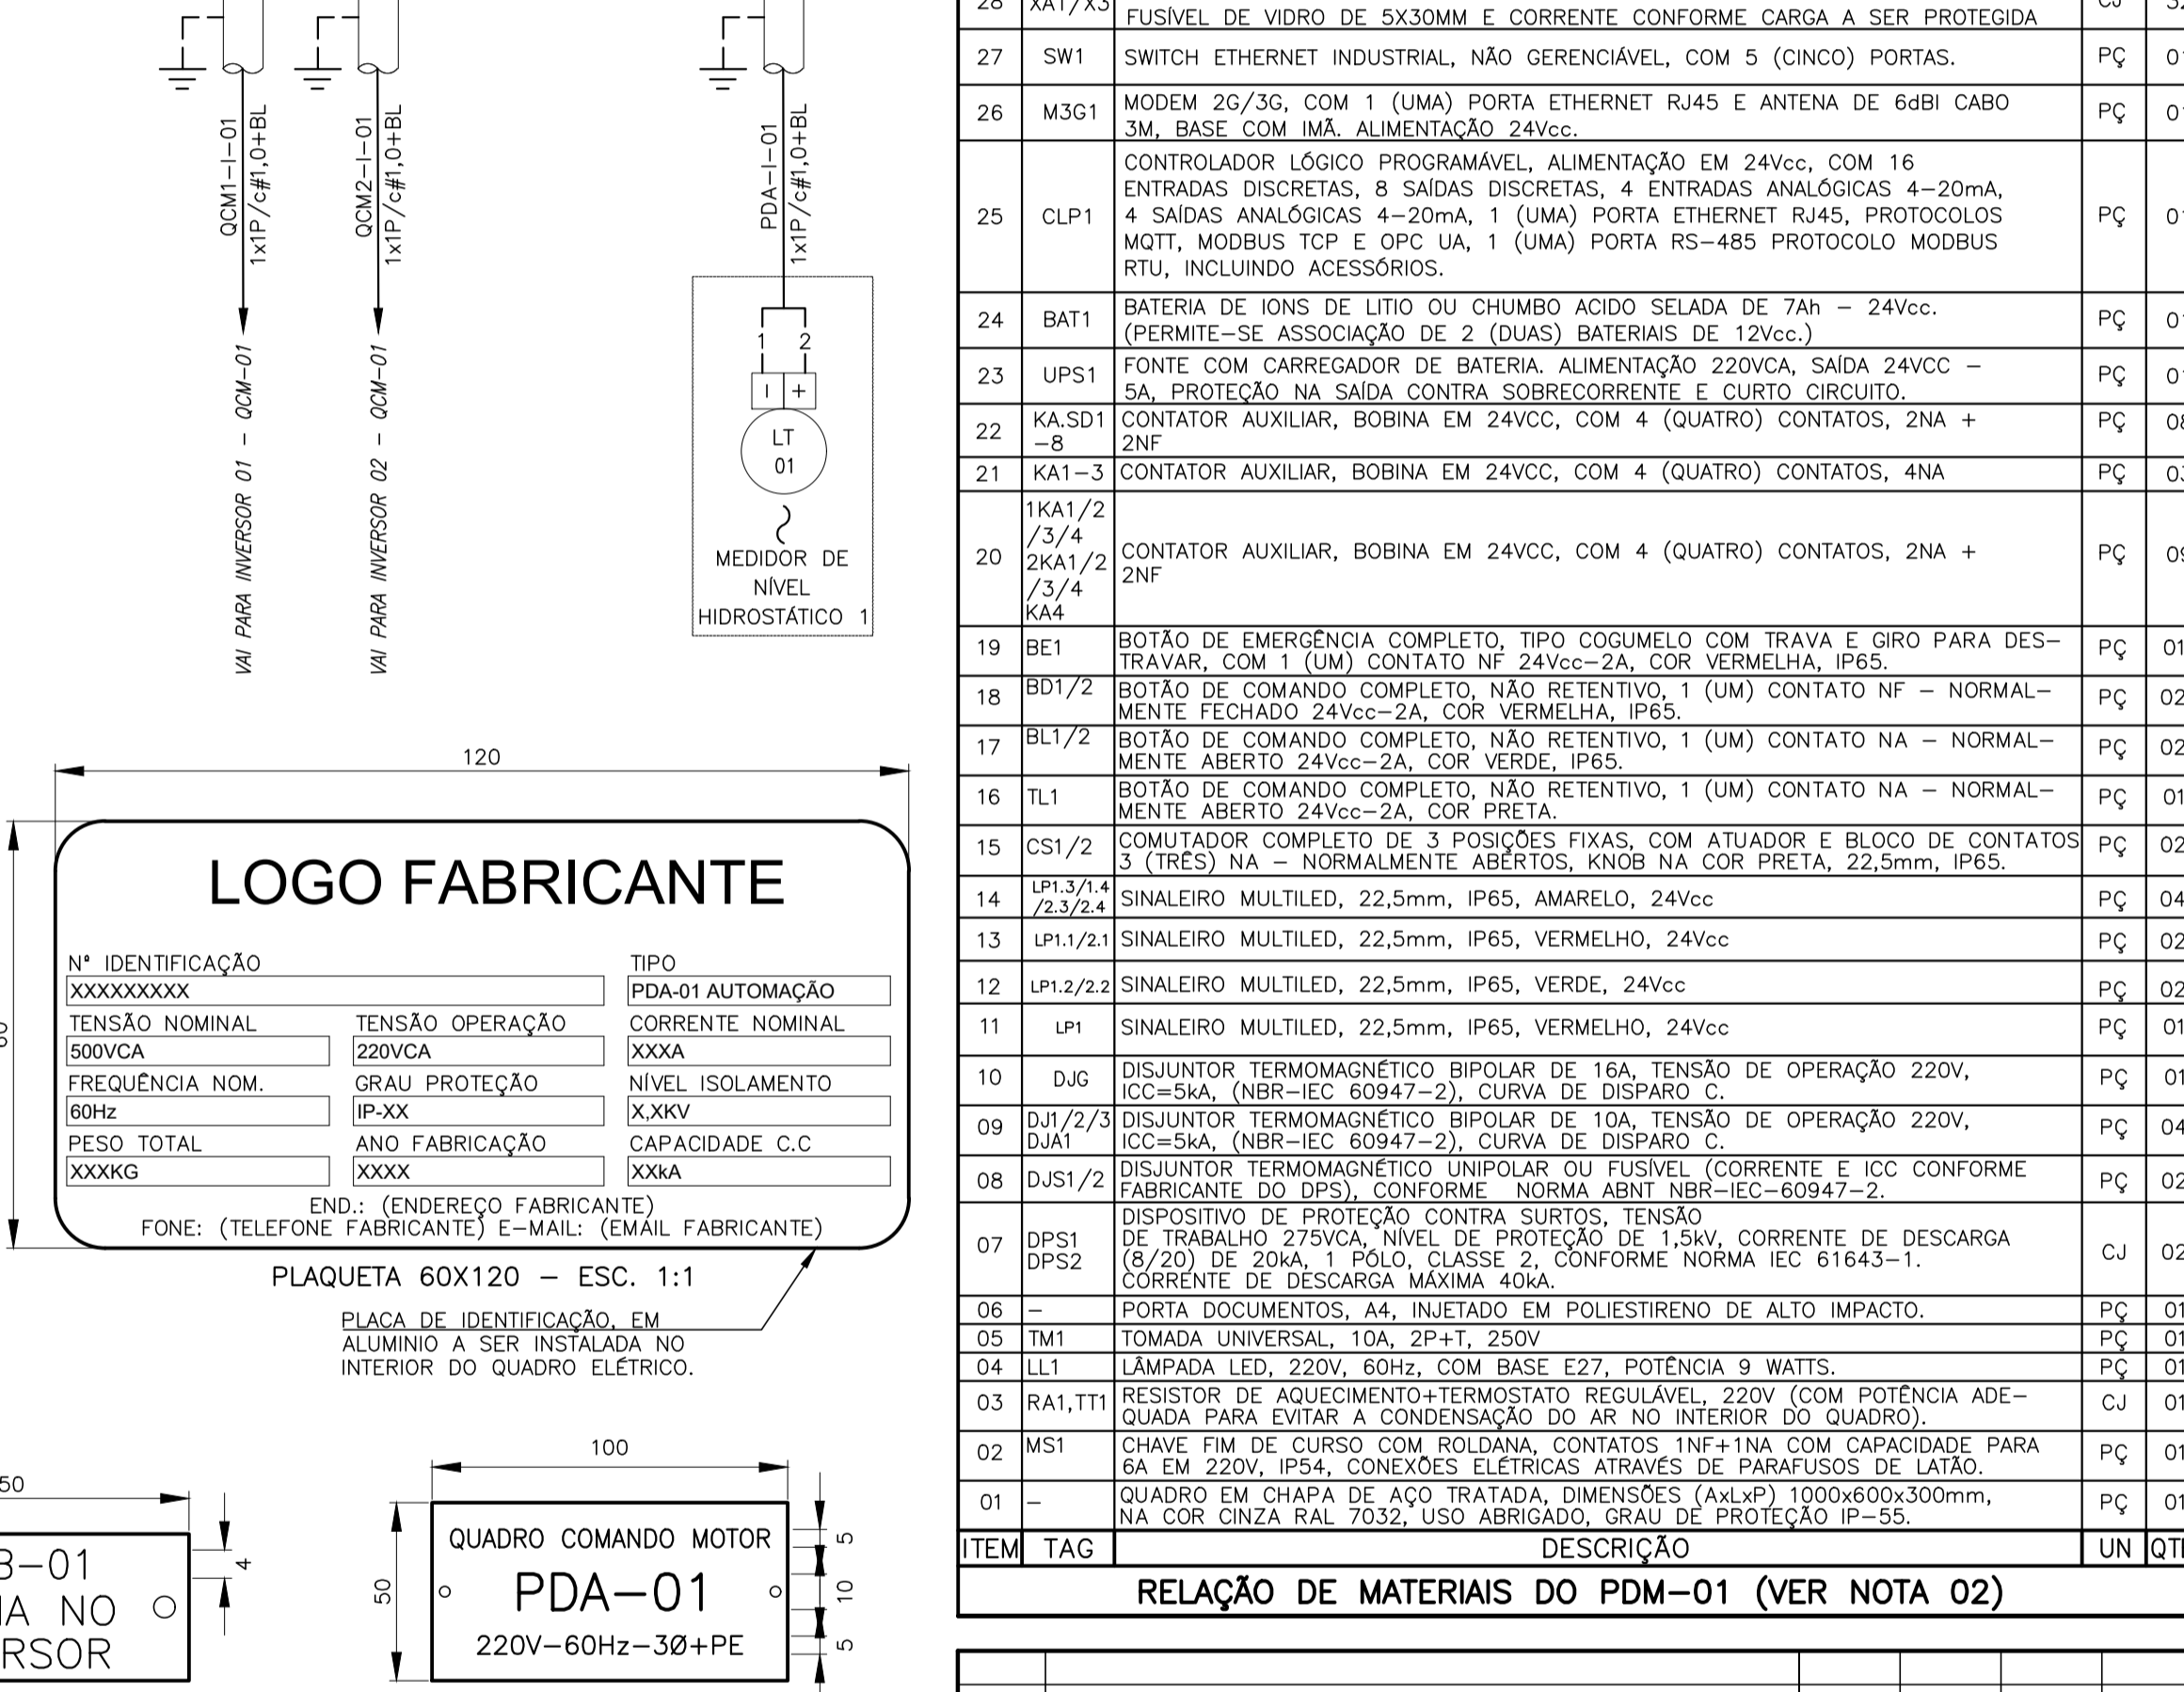 QCM1-I-01
1x1P/c#1,0+BL
VAI PARA INVERSOR 01 - QCM-01
QCM2-I-01
1x1P/c#1,0+BL
VAI PARA INVERSOR 02 - QCM-01
PDA-I-01
1x1P/c#1,0+BL
1 2
- +
LT
01
MEDIDOR DE
NÍVEL
HIDROSTÁTICO 1
120
LOGO FABRICANTE
Nº IDENTIFICAÇÃO TIPO
XXXXXXXXX PDA-01 AUTOMAÇÃO
TENSÃO NOMINAL TENSÃO OPERAÇÃO CORRENTE NOMINAL
500VCA 220VCA XXXA
FREQUÊNCIA NOM. GRAU PROTEÇÃO NÍVEL ISOLAMENTO
60Hz IP-XX X,XKV
PESO TOTAL ANO FABRICAÇÃO CAPACIDADE C.C
XXXKG XXXX XXkA
END.: (ENDEREÇO FABRICANTE)
FONE: (TELEFONE FABRICANTE) E-MAIL: (EMAIL FABRICANTE)
PLAQUETA 60X120 - ESC. 1:1
PLACA DE IDENTIFICAÇÃO, EM
ALUMINIO A SER INSTALADA NO
INTERIOR DO QUADRO ELÉTRICO.
50
4
B-01
NO
RSOR
100
50
QUADRO COMANDO MOTOR
PDA-01
220V-60Hz-3Ø+PE
5
10
5
28 XA1/X3 FUSÍVEL DE VIDRO DE 5X30MM E CORRENTE CONFORME CARGA A SER PROTEGIDA CJ
27 SW1 SWITCH ETHERNET INDUSTRIAL, NÃO GERENCIÁVEL, COM 5 (CINCO) PORTAS. PÇ
26 M3G1 MODEM 2G/3G, COM 1 (UMA) PORTA ETHERNET RJ45 E ANTENA DE 6dBI CABO PÇ
3M, BASE COM IMÃ. ALIMENTAÇÃO 24Vcc.
CONTROLADOR LÓGICO PROGRAMÁVEL, ALIMENTAÇÃO EM 24Vcc, COM 16
ENTRADAS DISCRETAS, 8 SAÍDAS DISCRETAS, 4 ENTRADAS ANALÓGICAS 4-20mA,
25 CLP1 4 SAÍDAS ANALÓGICAS 4-20mA, 1 (UMA) PORTA ETHERNET RJ45, PROTOCOLOS PÇ
MQTT, MODBUS TCP E OPC UA, 1 (UMA) PORTA RS-485 PROTOCOLO MODBUS
RTU, INCLUINDO ACESSÓRIOS.
24 BAT1 BATERIA DE IONS DE LITIO OU CHUMBO ACIDO SELADA DE 7Ah - 24Vcc. PÇ
(PERMITE-SE ASSOCIAÇÃO DE 2 (DUAS) BATERIAIS DE 12Vcc.)
23 UPS1 FONTE COM CARREGADOR DE BATERIA. ALIMENTAÇÃO 220VCA, SAÍDA 24VCC - PÇ
5A, PROTEÇÃO NA SAÍDA CONTRA SOBRECORRENTE E CURTO CIRCUITO.
22 KA.SD1 CONTATOR AUXILIAR, BOBINA EM 24VCC, COM 4 (QUATRO) CONTATOS, 2NA + PÇ 08
-8 2NF
21 KA1-3 CONTATOR AUXILIAR, BOBINA EM 24VCC, COM 4 (QUATRO) CONTATOS, 4NA PÇ 03
1KA1/2
/3/4
20 2KA1/2 CONTATOR AUXILIAR, BOBINA EM 24VCC, COM 4 (QUATRO) CONTATOS, 2NA + PÇ 09
/3/4 2NF
KA4
19 BE1 BOTÃO DE EMERGÊNCIA COMPLETO, TIPO COGUMELO COM TRAVA E GIRO PARA DES- PÇ 01
TRAVAR, COM 1 (UM) CONTATO NF 24Vcc-2A, COR VERMELHA, IP65.
18 BD1/2 BOTÃO DE COMANDO COMPLETO, NÃO RETENTIVO, 1 (UM) CONTATO NF - NORMAL- PÇ 02
MENTE FECHADO 24Vcc-2A, COR VERMELHA, IP65.
17 BL1/2 BOTÃO DE COMANDO COMPLETO, NÃO RETENTIVO, 1 (UM) CONTATO NA - NORMAL- PÇ 02
MENTE ABERTO 24Vcc-2A, COR VERDE, IP65.
16 TL1 BOTÃO DE COMANDO COMPLETO, NÃO RETENTIVO, 1 (UM) CONTATO NA - NORMAL- PÇ 01
MENTE ABERTO 24Vcc-2A, COR PRETA.
15 CS1/2 COMUTADOR COMPLETO DE 3 POSIÇÕES FIXAS, COM ATUADOR E BLOCO DE CONTATOS PÇ 02
3 (TRÊS) NA - NORMALMENTE ABERTOS, KNOB NA COR PRETA, 22,5mm, IP65.
14 LP1.3/1.4 SINALEIRO MULTILED, 22,5mm, IP65, AMARELO, 24Vcc PÇ 04
/2.3/2.4
13 LP1.1/2.1 SINALEIRO MULTILED, 22,5mm, IP65, VERMELHO, 24Vcc PÇ 02
12 LP1.2/2.2 SINALEIRO MULTILED, 22,5mm, IP65, VERDE, 24Vcc PÇ 02
11 LP1 SINALEIRO MULTILED, 22,5mm, IP65, VERMELHO, 24Vcc PÇ 01
10 DJG DISJUNTOR TERMOMAGNÉTICO BIPOLAR DE 16A, TENSÃO DE OPERAÇÃO 220V, PÇ 01
ICC=5kA, (NBR-IEC 60947-2), CURVA DE DISPARO C.
09 DJ1/2/3 DISJUNTOR TERMOMAGNÉTICO BIPOLAR DE 10A, TENSÃO DE OPERAÇÃO 220V, PÇ 04
DJA1 ICC=5kA, (NBR-IEC 60947-2), CURVA DE DISPARO C.
08 DJS1/2 DISJUNTOR TERMOMAGNÉTICO UNIPOLAR OU FUSÍVEL (CORRENTE E ICC CONFORME PÇ 02
FABRICANTE DO DPS), CONFORME NORMA ABNT NBR-IEC-60947-2.
DISPOSITIVO DE PROTEÇÃO CONTRA SURTOS, TENSÃO
07 DPS1 DE TRABALHO 275VCA, NÍVEL DE PROTEÇÃO DE 1,5kV, CORRENTE DE DESCARGA CJ 02
DPS2 (8/20) DE 20kA, 1 PÓLO, CLASSE 2, CONFORME NORMA IEC 61643-1.
CORRENTE DE DESCARGA MÁXIMA 40kA.
06 - PORTA DOCUMENTOS, A4, INJETADO EM POLIESTIRENO DE ALTO IMPACTO. PÇ 01
05 TM1 TOMADA UNIVERSAL, 10A, 2P+T, 250V PÇ 01
04 LL1 LÂMPADA LED, 220V, 60Hz, COM BASE E27, POTÊNCIA 9 WATTS. PÇ 01
03 RA1,TT1 RESISTOR DE AQUECIMENTO+TERMOSTATO REGULÁVEL, 220V (COM POTÊNCIA ADE- CJ 01
QUADA PARA EVITAR A CONDENSAÇÃO DO AR NO INTERIOR DO QUADRO).
02 MS1 CHAVE FIM DE CURSO COM ROLDANA, CONTATOS 1NF+1NA COM CAPACIDADE PARA PÇ 01
6A EM 220V, IP54, CONEXÕES ELÉTRICAS ATRAVÉS DE PARAFUSOS DE LATÃO.
01 - QUADRO EM CHAPA DE AÇO TRATADA, DIMENSÕES (AxLxP) 1000x600x300mm, PÇ 01
NA COR CINZA RAL 7032, USO ABRIGADO, GRAU DE PROTEÇÃO IP-55.
ITEM TAG DESCRIÇÃO UN
RELAÇÃO DE MATERIAIS DO PDM-01 (VER NOTA 02)